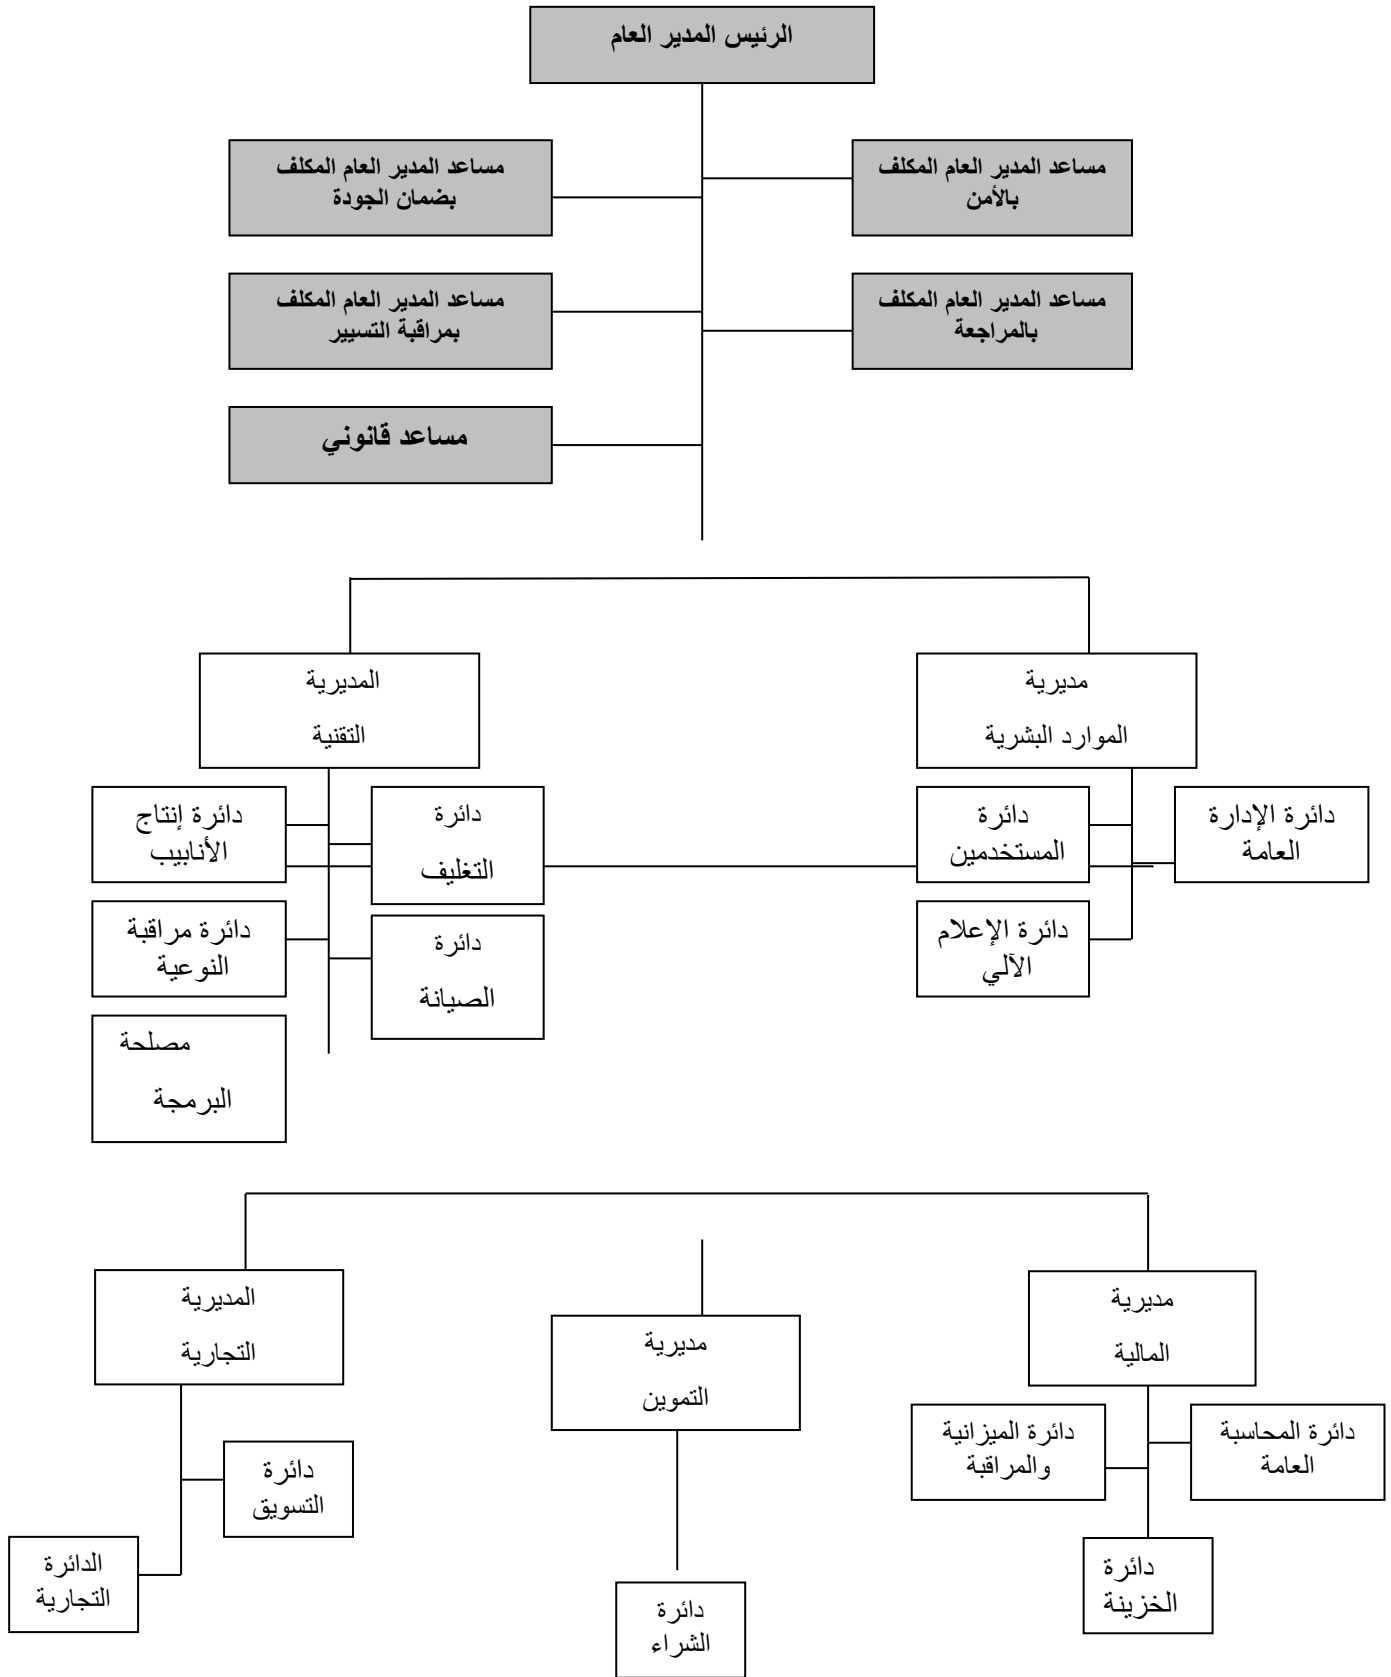 الرئيس المدير العام
مساعد المدير العام المكلف
بالأمن
مساعد المدير العام المكلف
بضمان الجودة
مساعد المدير العام المكلف
بالمراجعة
مساعد المدير العام المكلف
بمراقبة التسيير
مساعد قانوني
مديرية
الموارد البشرية
المديرية
التقنية
دائرة الإدارة
العامة
دائرة
المستخدمين
دائرة
التغليف
دائرة إنتاج
الأنابيب
دائرة الإعلام
الآلي
دائرة
الصيانة
دائرة مراقبة
النوعية
مصلحة
البرمجة
مديرية
المالية
مديرية
التموين
المديرية
التجارية
دائرة المحاسبة
العامة
دائرة الميزانية
والمراقبة
دائرة
التسويق
دائرة
الخزينة
دائرة
الشراء
الدائرة
التجارية